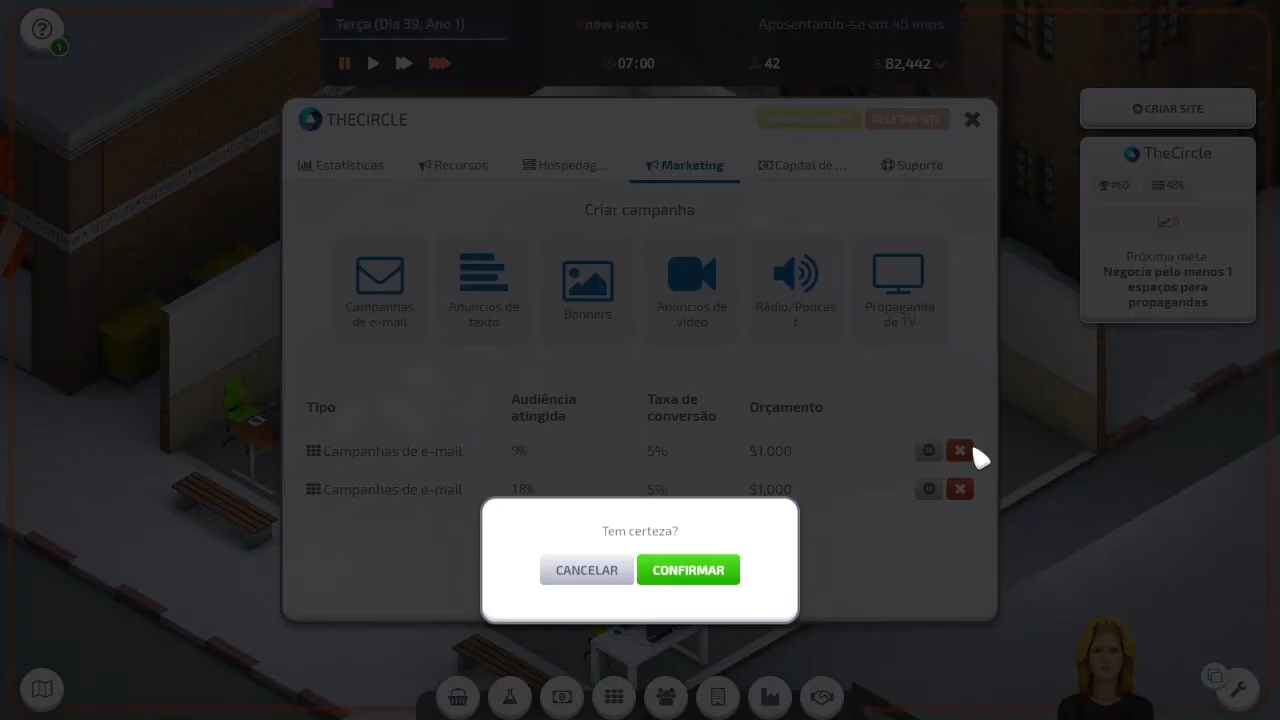 Terça (Dia 39, Ano 1)
new jeets
Aposentando-se em 48 anos
07:00
42
$ 82,442
1
THECIRCLE
DELETAR SITE
Estatísticas
Recursos
Hospedag...
Marketing
Capital de ...
Suporte
Criar campanha
Campanhas de e-mail
Anuncios de texto
Banners
Anúncios de vídeo
Rádio/Podcas
t
Propaganda de TV
Tipo
Audiência atingida
Taxa de conversão
Orçamento
Campanhas de e-mail
9%
5%
$1,000
Campanhas de e-mail
18%
5%
$1,000
Tem certeza?
CANCELAR
CONFIRMAR
CRIAR SITE
TheCircle
#60
48%
0
Próxima meta
Negocie pelo menos 1
espaços para
propagandas